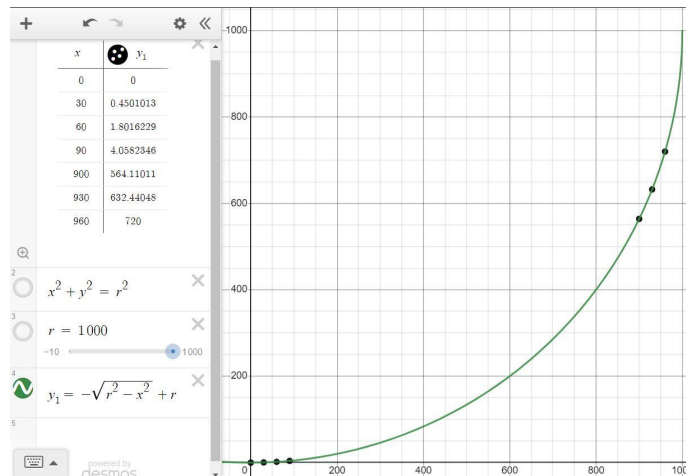 x y₁
0 0
30 0.4501013
60 1.8016229
90 4.0582346
900 564.11011
930 632.44048
960 720
2
x² + y² = r²
3
r = 1000
-10 1000
4
y₁ = -√(r² - x²) + r
5
powered by
desmos
1000
800
600
400
200
0 200 400 600 800 100